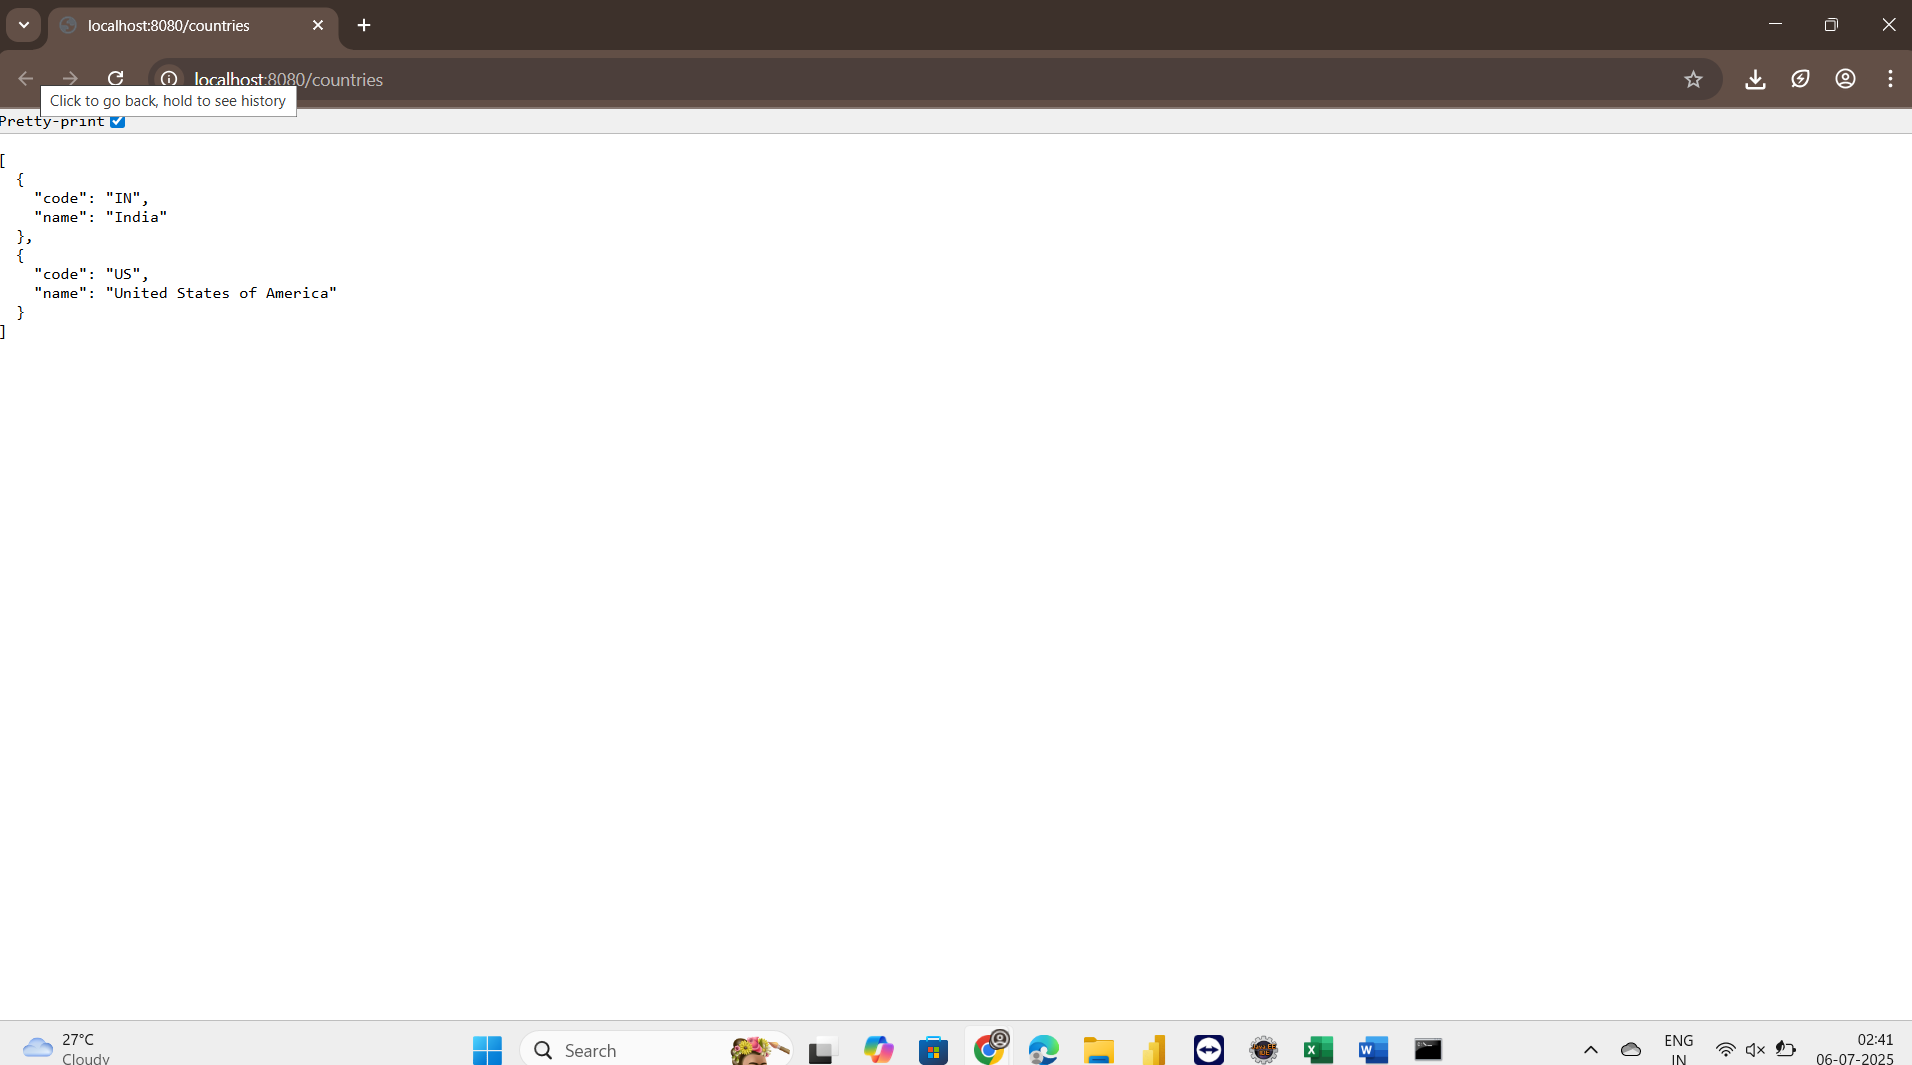 localhost:8080/countries
localhost:8080/countries
Click to go back, hold to see history
Pretty-print
[
  {
    "code": "IN",
    "name": "India"
  },
  {
    "code": "US",
    "name": "United States of America"
  }
]
27°C
Cloudy
Search
ENG
IN
02:41
06-07-2025